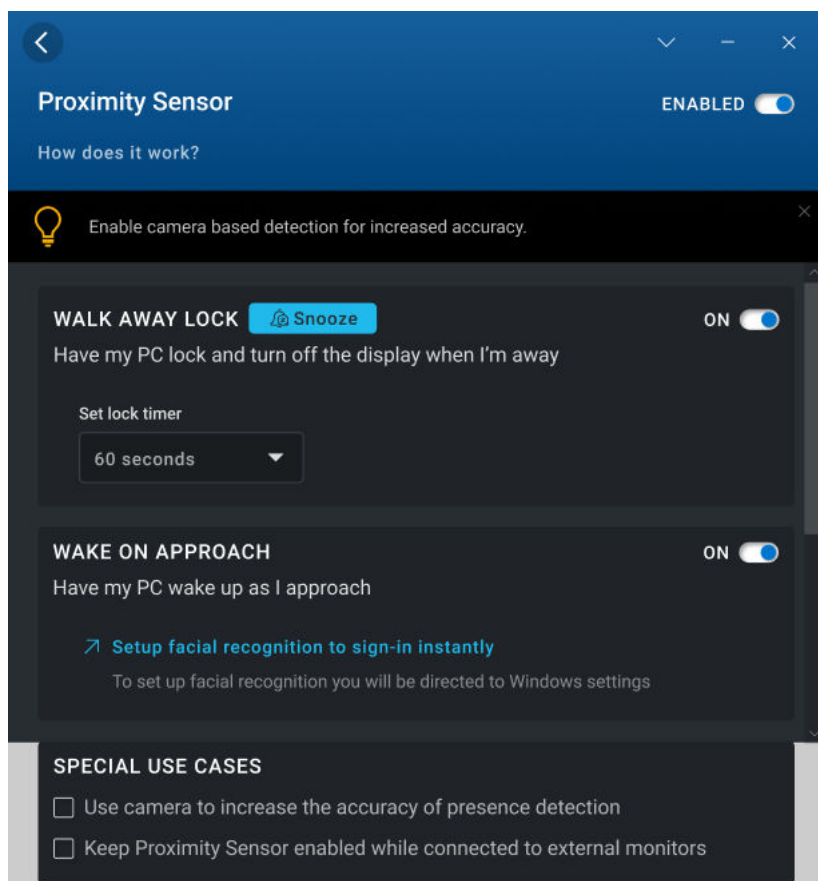 Proximity Sensor
ENABLED
How does it work?
Enable camera based detection for increased accuracy.
WALK AWAY LOCK
Snooze
ON
Have my PC lock and turn off the display when I'm away
Set lock timer
60 seconds
WAKE ON APPROACH
ON
Have my PC wake up as I approach
Setup facial recognition to sign-in instantly
To set up facial recognition you will be directed to Windows settings
SPECIAL USE CASES
Use camera to increase the accuracy of presence detection
Keep Proximity Sensor enabled while connected to external monitors